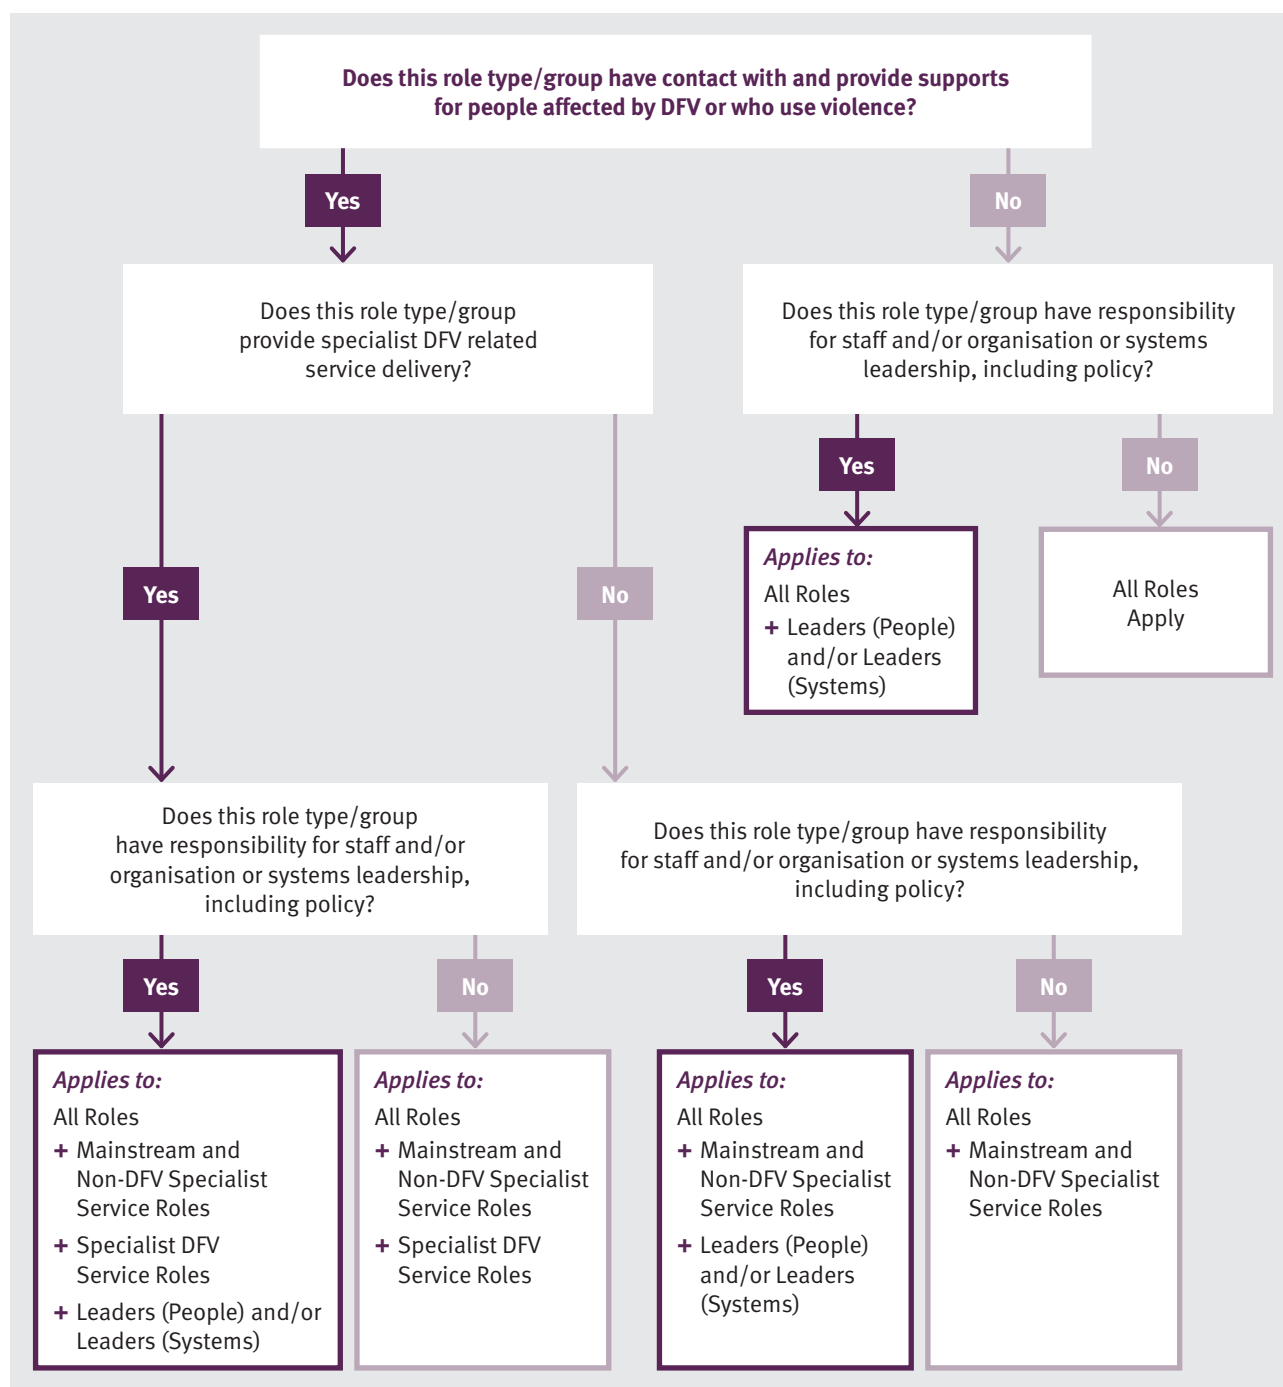 Does this role type/group have contact with and provide supports
for people affected by DFV or who use violence?
Yes
No
Does this role type/group
provide specialist DFV related
service delivery?
Does this role type/group have responsibility
for staff and/or organisation or systems
leadership, including policy?
Yes
No
Applies to:
All Roles
+ Leaders (People)
and/or Leaders
(Systems)
All Roles
Apply
Yes
No
Does this role type/group
have responsibility for staff and/or
organisation or systems leadership,
including policy?
Does this role type/group have responsibility
for staff and/or organisation or systems leadership,
including policy?
Yes
No
Yes
No
Applies to:
All Roles
+ Mainstream and
Non-DFV Specialist
Service Roles
+ Specialist DFV
Service Roles
+ Leaders (People) and/or
Leaders (Systems)
Applies to:
All Roles
+ Mainstream and
Non-DFV Specialist
Service Roles
+ Specialist DFV
Service Roles
Applies to:
All Roles
+ Mainstream and
Non-DFV Specialist
Service Roles
+ Leaders (People)
and/or Leaders
(Systems)
Applies to:
All Roles
+ Mainstream and
Non-DFV Specialist
Service Roles